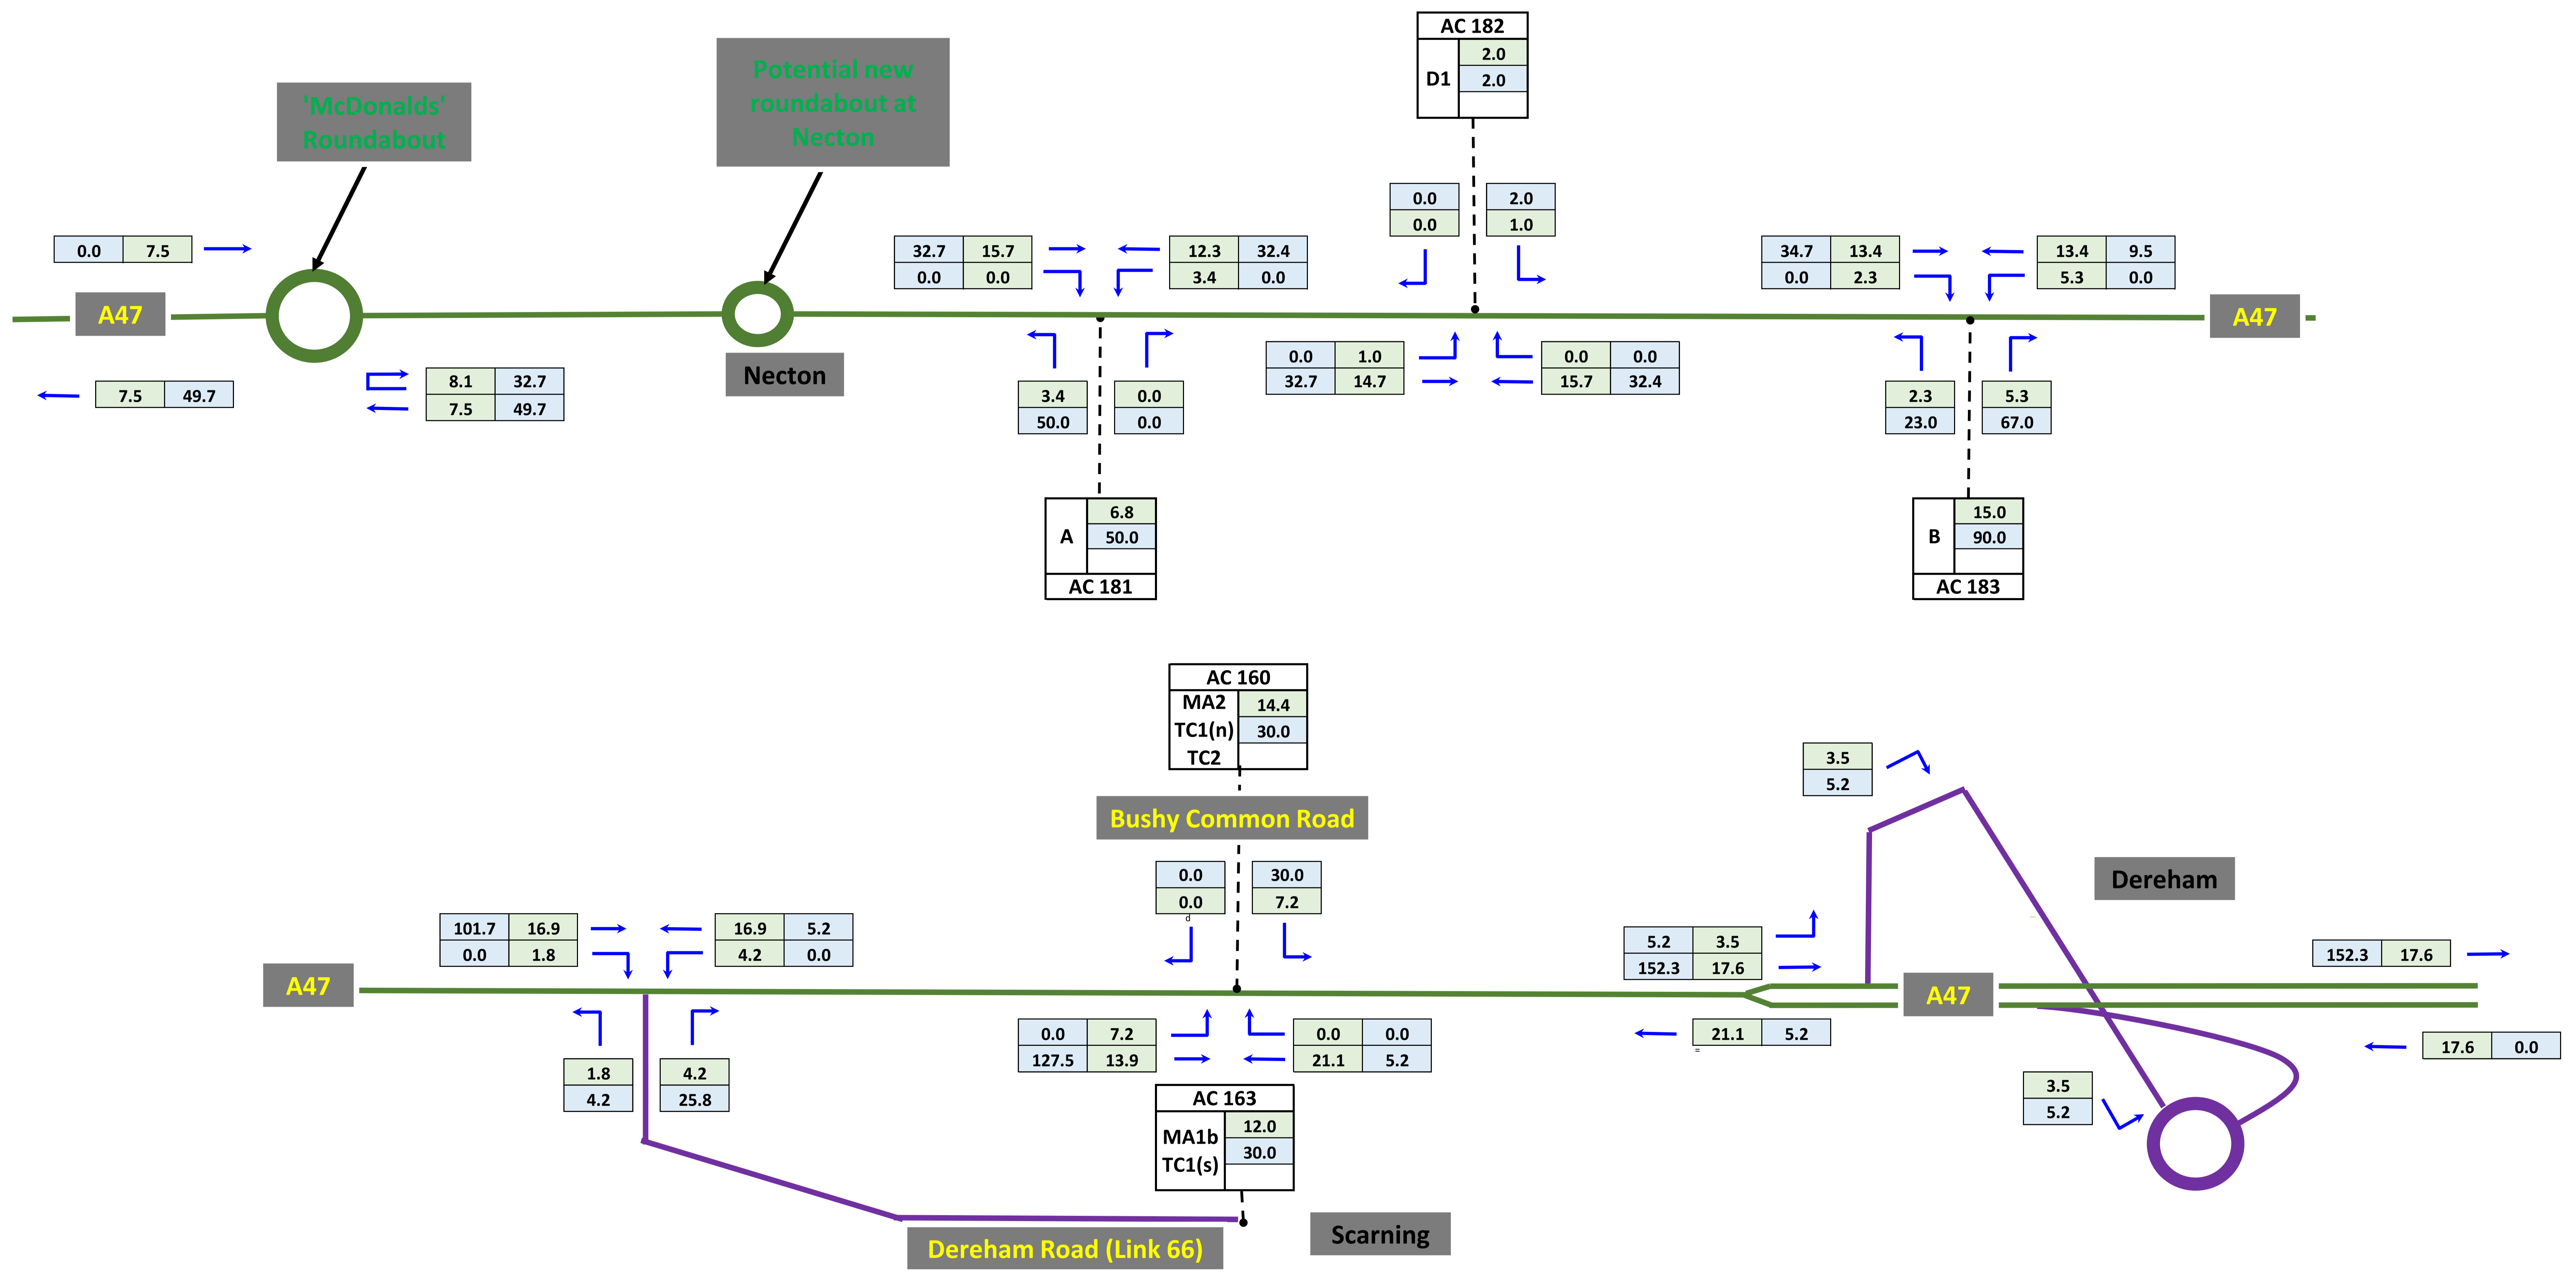 AC 182
D1
2.0
2.0
'McDonalds'
Roundabout
Potential new
roundabout at
Necton
0.0 7.5
A47
7.5 49.7
8.1 32.7
7.5 49.7
Necton
32.7 15.7
0.0 0.0
12.3 32.4
3.4 0.0
0.0
0.0
2.0
1.0
34.7 13.4
0.0 2.3
13.4 9.5
5.3 0.0
A47
3.4
50.0
0.0
0.0
0.0 1.0
32.7 14.7
0.0 0.0
15.7 32.4
2.3
23.0
5.3
67.0
A
6.8
50.0
AC 181
B
15.0
90.0
AC 183
AC 160
MA2 14.4
TC1(n) 30.0
TC2
Bushy Common Road
3.5
5.2
Dereham
0.0
0.0
d
30.0
7.2
101.7 16.9
0.0 1.8
16.9 5.2
4.2 0.0
5.2 3.5
152.3 17.6
152.3 17.6
A47
A47
1.8
4.2
4.2
25.8
0.0 7.2
127.5 13.9
0.0 0.0
21.1 5.2
21.1 5.2
=
17.6 0.0
3.5
5.2
AC 163
MA1b 12.0
TC1(s) 30.0
Scarning
Dereham Road (Link 66)